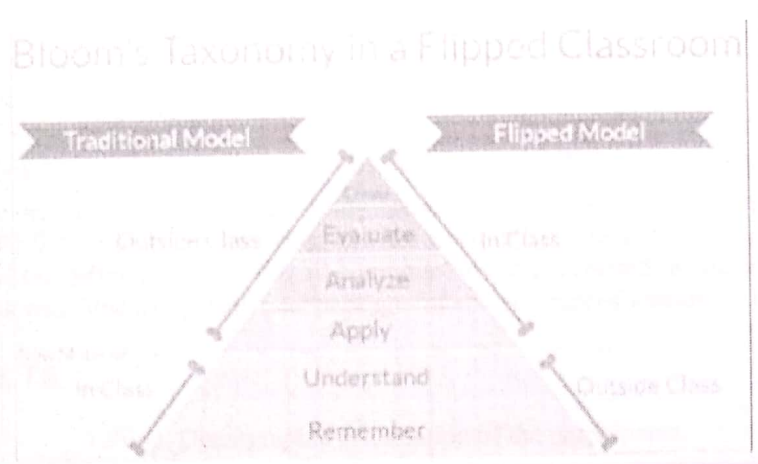 Bloom's Taxonomy in a Flipped Classroom
Traditional Model
Flipped Model
Create
Outside Class
Evaluate
In Class
Analyze
Apply
In Class
Understand
Outside Class
Remember